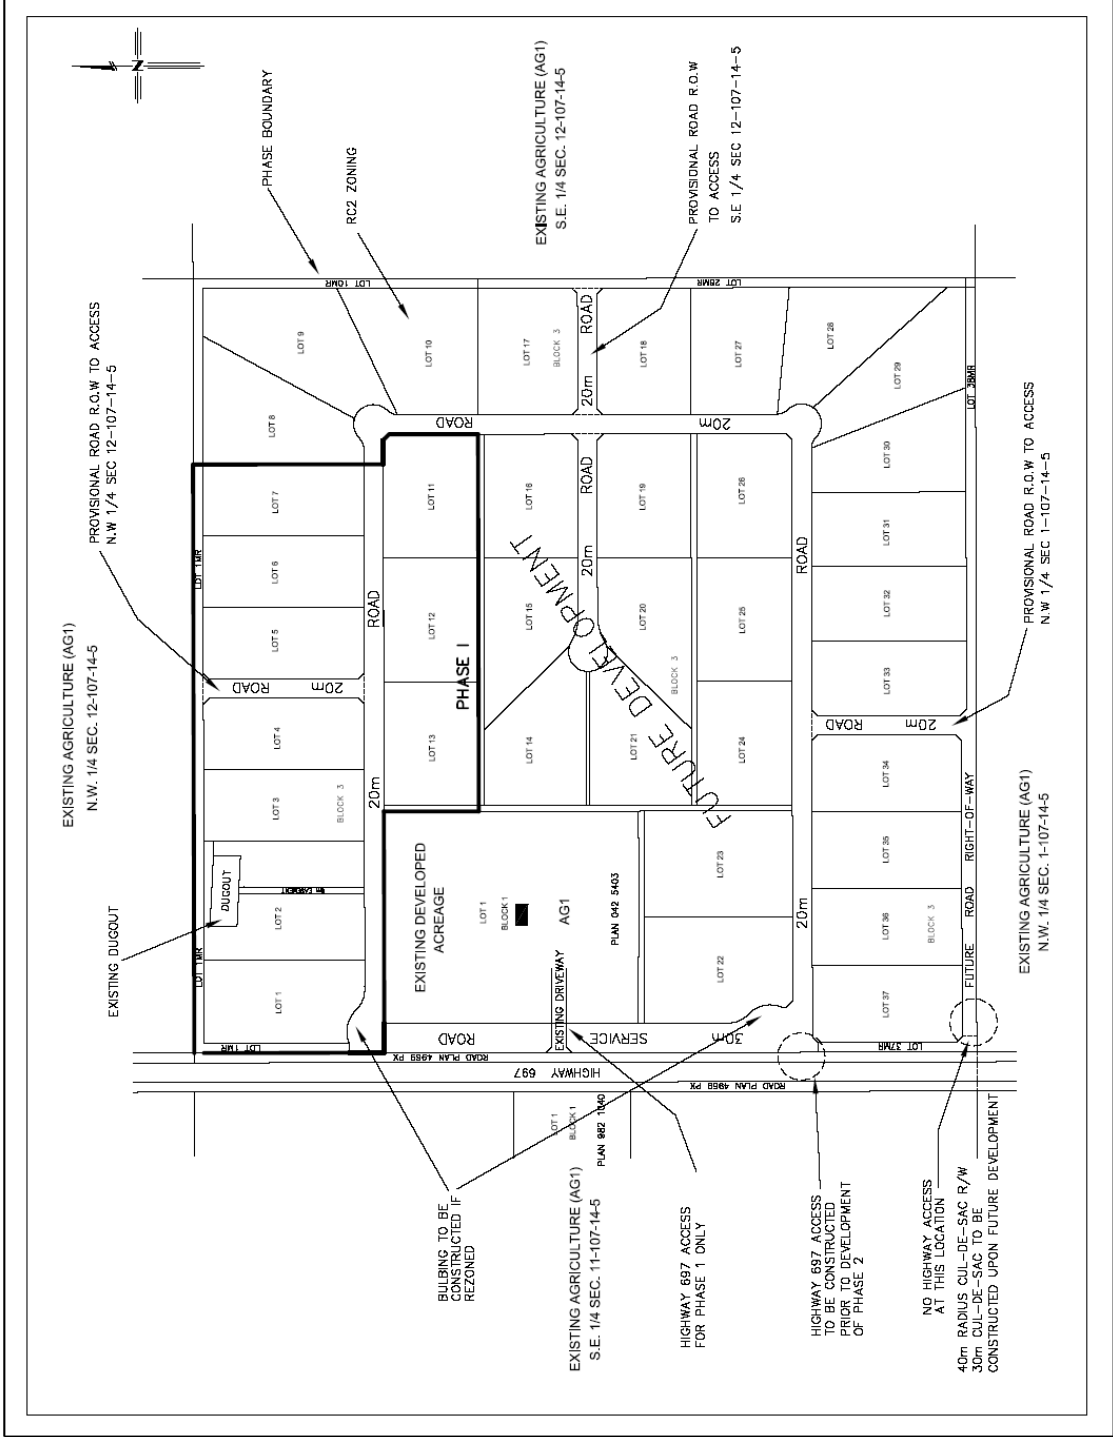 N
PHASE BOUNDARY
RC2 ZONING
EXISTING AGRICULTURE (AG1)
S.E. 1/4 SEC. 12-107-14-5
PROVISIONAL ROAD R.O.W
TO ACCESS
S.E 1/4 SEC 12-107-14-5
PROVISIONAL ROAD R.O.W TO ACCESS
N.W 1/4 SEC 12-107-14-5
EXISTING AGRICULTURE (AG1)
N.W. 1/4 SEC. 12-107-14-5
EXISTING DUGOUT
LOT 10MR
LOT 28MR
LOT 9
LOT 10
LOT 17
BLOCK 3
20m ROAD
LOT 18
LOT 27
LOT 28
LOT 29
LOT 38MR
LOT 8
ROAD
20m
LOT 7
LOT 11
LOT 16
20m ROAD
LOT 19
LOT 26
LOT 30
LOT 1MR
LOT 6
LOT 31
LOT 5
20m ROAD
LOT 12
LOT 15
LOT 20
LOT 25
ROAD
LOT 32
ROAD 20m
PHASE I
BLOCK 3
LOT 33
LOT 4
LOT 13
LOT 14
LOT 21
LOT 24
ROAD 20m
LOT 3
BLOCK 3
FUTURE DEVELOPMENT
LOT 34
DUGOUT
6m EASMENT
LOT 2
EXISTING DEVELOPED
ACREAGE
LOT 1
BLOCK 1
AG1
PLAN 042 5403
LOT 23
20m
LOT 35
LOT 36
BLOCK 3
FUTURE ROAD RIGHT-OF-WAY
LOT 1MR
LOT 1
EXISTING DRIVEWAY
LOT 22
LOT 37
LOT 1MR
ROAD
SERVICE
30m
LOT 37MR
ROAD PLAN 4969 PX
HIGHWAY 697
ROAD PLAN 4969 PX
LOT 1
BLOCK 1
PLAN 982 1040
PROVISIONAL ROAD R.O.W TO ACCESS
N.W 1/4 SEC 1-107-14-5
EXISTING AGRICULTURE (AG1)
N.W. 1/4 SEC. 1-107-14-5
BULBING TO BE
CONSTRUCTED IF
REZONED
EXISTING AGRICULTURE (AG1)
S.E. 1/4 SEC. 11-107-14-5
HIGHWAY 697 ACCESS
FOR PHASE 1 ONLY
HIGHWAY 697 ACCESS
TO BE CONSTRUCTED
PRIOR TO DEVELOPMENT
OF PHASE 2
NO HIGHWAY ACCESS
AT THIS LOCATION
40m RADIUS CUL-DE-SAC R/W
30m CUL-DE-SAC TO BE
CONSTRUCTED UPON FUTURE DEVELOPMENT